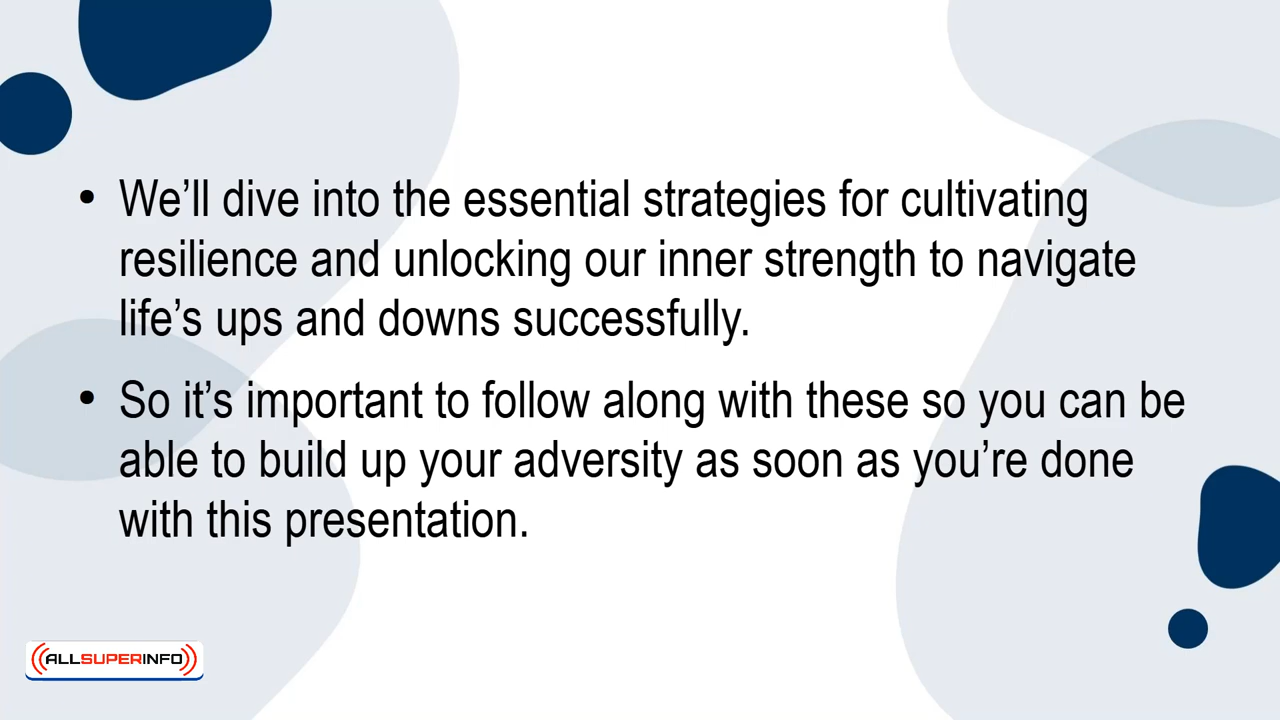 • We’ll dive into the essential strategies for cultivating
resilience and unlocking our inner strength to navigate
life’s ups and downs successfully.
• So it’s important to follow along with these so you can be
able to build up your adversity as soon as you’re done
with this presentation.
ALLSUPERINFO